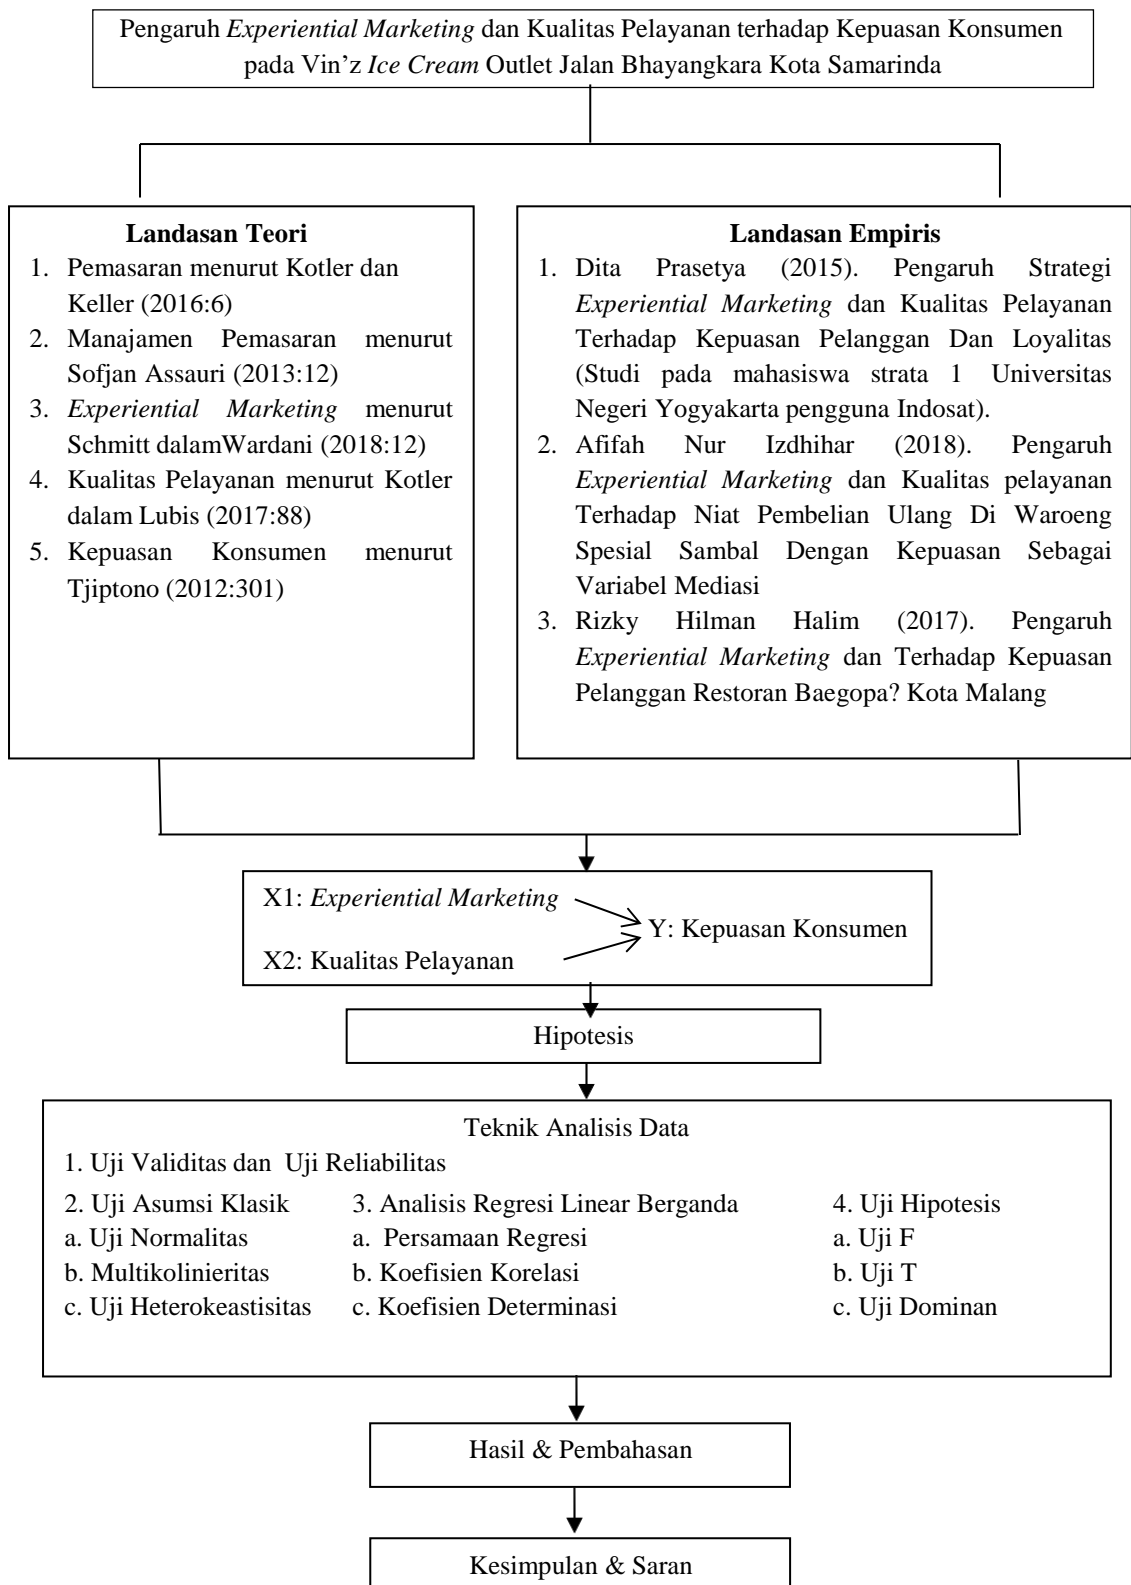 Pengaruh Experiential Marketing dan Kualitas Pelayanan terhadap Kepuasan Konsumen
pada Vin’z Ice Cream Outlet Jalan Bhayangkara Kota Samarinda
Landasan Teori
1. Pemasaran menurut Kotler dan
Keller (2016:6)
2. Manajamen Pemasaran menurut
Sofjan Assauri (2013:12)
3. Experiential Marketing menurut
Schmitt dalamWardani (2018:12)
4. Kualitas Pelayanan menurut Kotler
dalam Lubis (2017:88)
5. Kepuasan Konsumen menurut
Tjiptono (2012:301)
Landasan Empiris
1. Dita Prasetya (2015). Pengaruh Strategi
Experiential Marketing dan Kualitas Pelayanan
Terhadap Kepuasan Pelanggan Dan Loyalitas
(Studi pada mahasiswa strata 1 Universitas
Negeri Yogyakarta pengguna Indosat).
2. Afifah Nur Izdhihar (2018). Pengaruh
Experiential Marketing dan Kualitas pelayanan
Terhadap Niat Pembelian Ulang Di Waroeng
Spesial Sambal Dengan Kepuasan Sebagai
Variabel Mediasi
3. Rizky Hilman Halim (2017). Pengaruh
Experiential Marketing dan Terhadap Kepuasan
Pelanggan Restoran Baegopa? Kota Malang
X1: Experiential Marketing
Y: Kepuasan Konsumen
X2: Kualitas Pelayanan
Hipotesis
Teknik Analisis Data
1. Uji Validitas dan Uji Reliabilitas
2. Uji Asumsi Klasik
a. Uji Normalitas
b. Multikolinieritas
c. Uji Heterokeastisitas
3. Analisis Regresi Linear Berganda
a. Persamaan Regresi
b. Koefisien Korelasi
c. Koefisien Determinasi
4. Uji Hipotesis
a. Uji F
b. Uji T
c. Uji Dominan
Hasil & Pembahasan
Kesimpulan & Saran